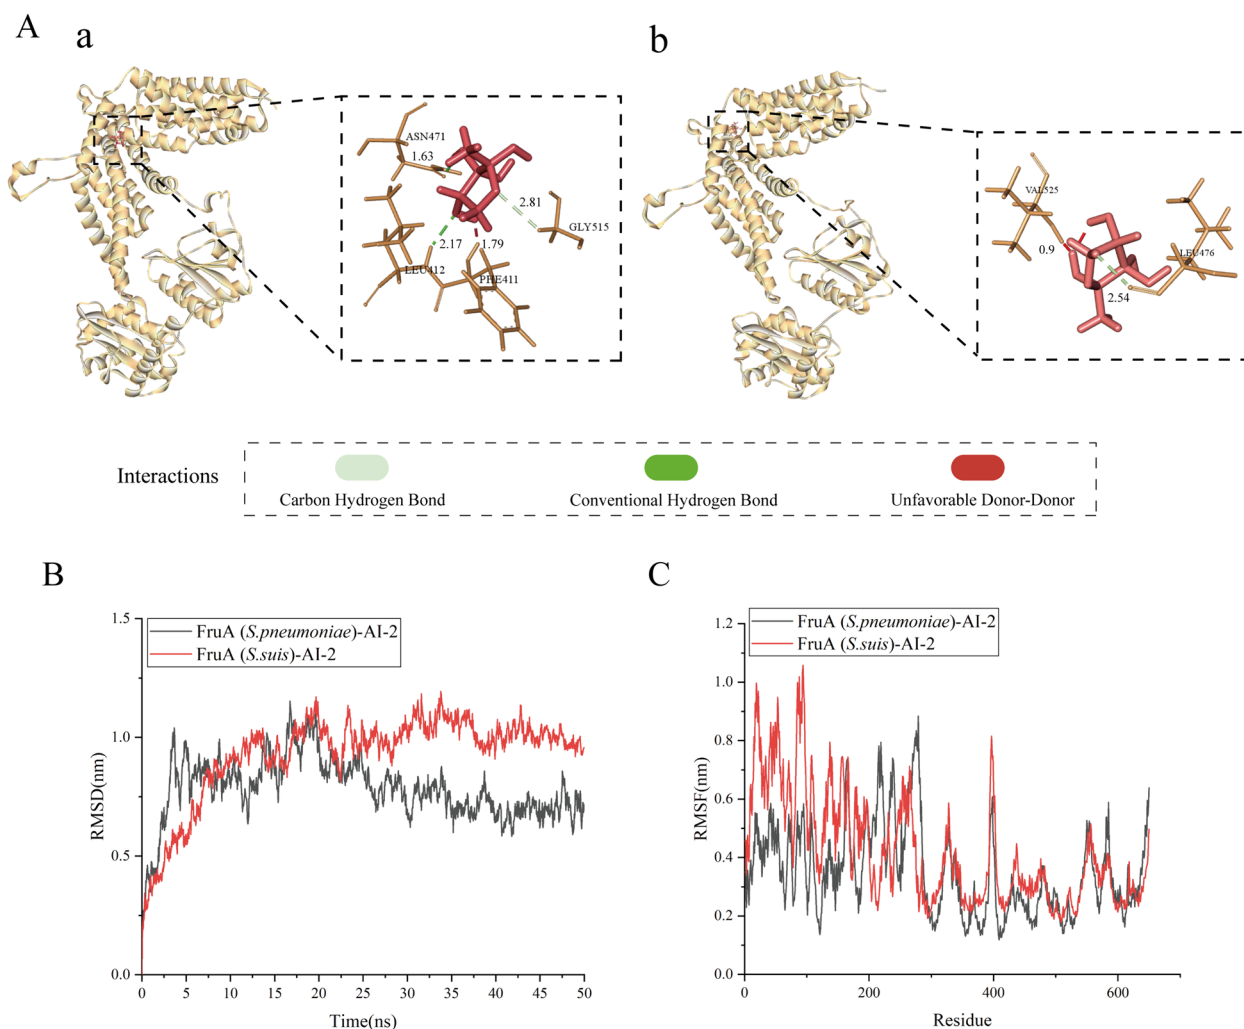 A
a
b
ASN471
1.63
2.81
GLY515
2.17
1.79
LEU412
PHE411
VAL525
0.9
LEU476
2.54
Interactions
Carbon Hydrogen Bond
Conventional Hydrogen Bond
Unfavorable Donor-Donor
B
FruA (S.pneumoniae)-AI-2
FruA (S.suis)-AI-2
RMSD(nm)
1.5
1.0
0.5
0.0
0 5 10 15 20 25 30 35 40 45 50
Time(ns)
C
FruA (S.pneumoniae)-AI-2
FruA (S.suis)-AI-2
RMSF(nm)
1.2
1.0
0.8
0.6
0.4
0.2
0.0
0 200 400 600
Residue